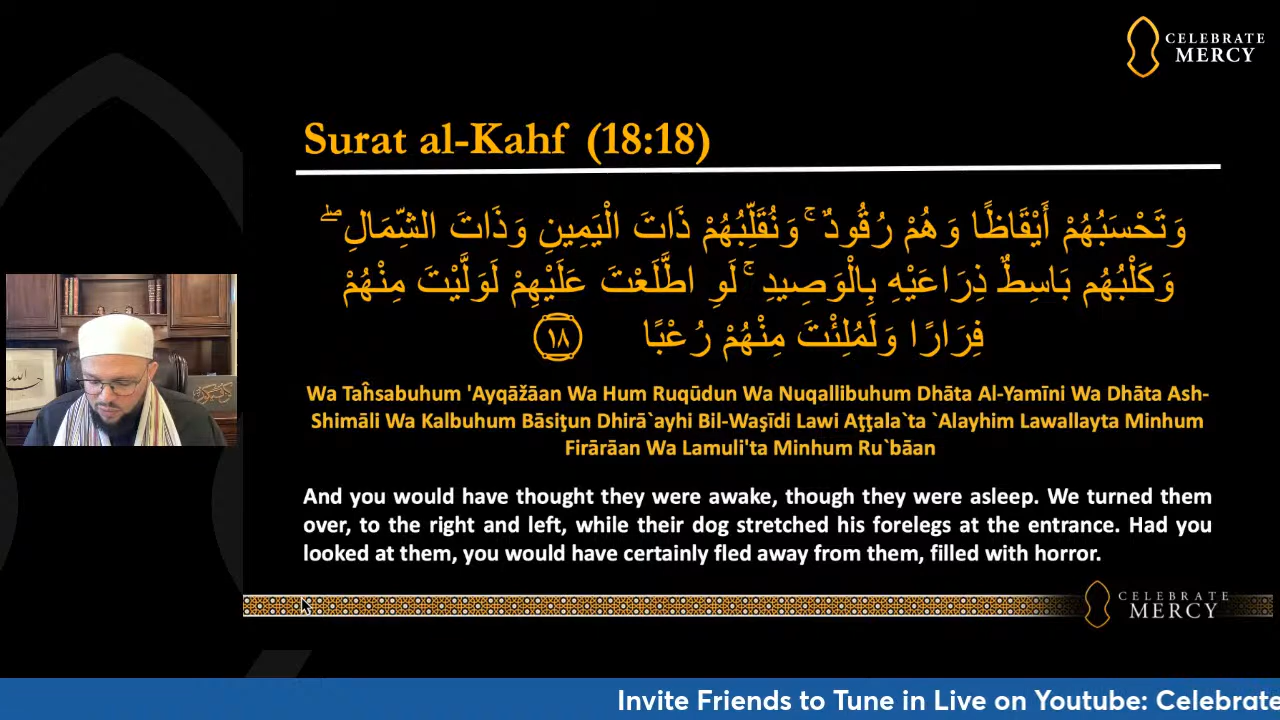 CELEBRATE
MERCY
Surat al-Kahf (18:18)
وَتَحْسَبُهُمْ أَيْقَاظًا وَهُمْ رُقُودٌ ۚ وَنُقَلِّبُهُمْ ذَاتَ الْيَمِينِ وَذَاتَ الشِّمَالِ ۖ
وَكَلْبُهُم بَاسِطٌ ذِرَاعَيْهِ بِالْوَصِيدِ ۚ لَوِ اطَّلَعْتَ عَلَيْهِمْ لَوَلَّيْتَ مِنْهُمْ
فِرَارًا وَلَمُلِئْتَ مِنْهُمْ رُعْبًا ١٨
Wa Taĥsabuhum 'Ayqāžāan Wa Hum Ruqūdun Wa Nuqallibuhum Dhāta Al-Yamīni Wa Dhāta Ash-
Shimāli Wa Kalbuhum Bāsiţun Dhirā`ayhi Bil-Waşīdi Lawi Aţţala`ta `Alayhim Lawallayta Minhum
Firārāan Wa Lamuli'ta Minhum Ru`bāan
And you would have thought they were awake, though they were asleep. We turned them
over, to the right and left, while their dog stretched his forelegs at the entrance. Had you
looked at them, you would have certainly fled away from them, filled with horror.
CELEBRATE
MERCY
Invite Friends to Tune in Live on Youtube: Celebrate